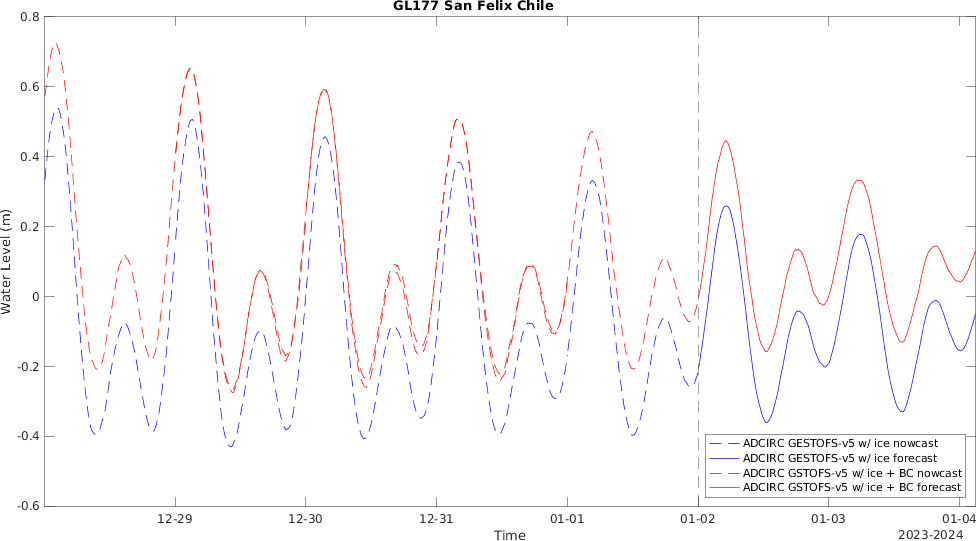 GL177 San Felix Chile
0.8
0.6
0.4
0.2
0
-0.2
-0.4
-0.6
Water Level (m)
ADCIRC GESTOFS-v5 w/ ice nowcast
ADCIRC GESTOFS-v5 w/ ice forecast
ADCIRC GSTOFS-v5 w/ ice + BC nowcast
ADCIRC GSTOFS-v5 w/ ice + BC forecast
12-29 12-30 12-31 01-01 01-02 01-03 01-04
Time
2023-2024